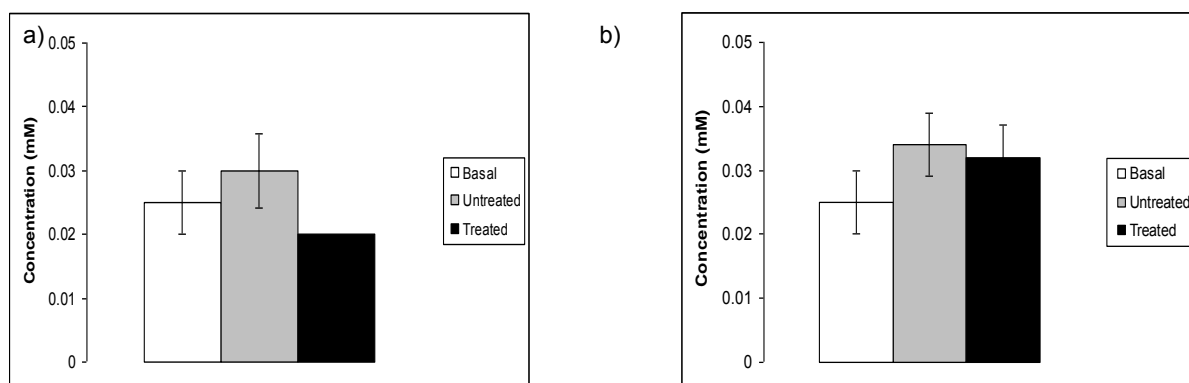 a)
0.05
0.04
0.03
0.02
0.01
0
Concentration (mM)
Basal
Untreated
Treated
b)
0.05
0.04
0.03
0.02
0.01
0
Concentration (mM)
Basal
Untreated
Treated